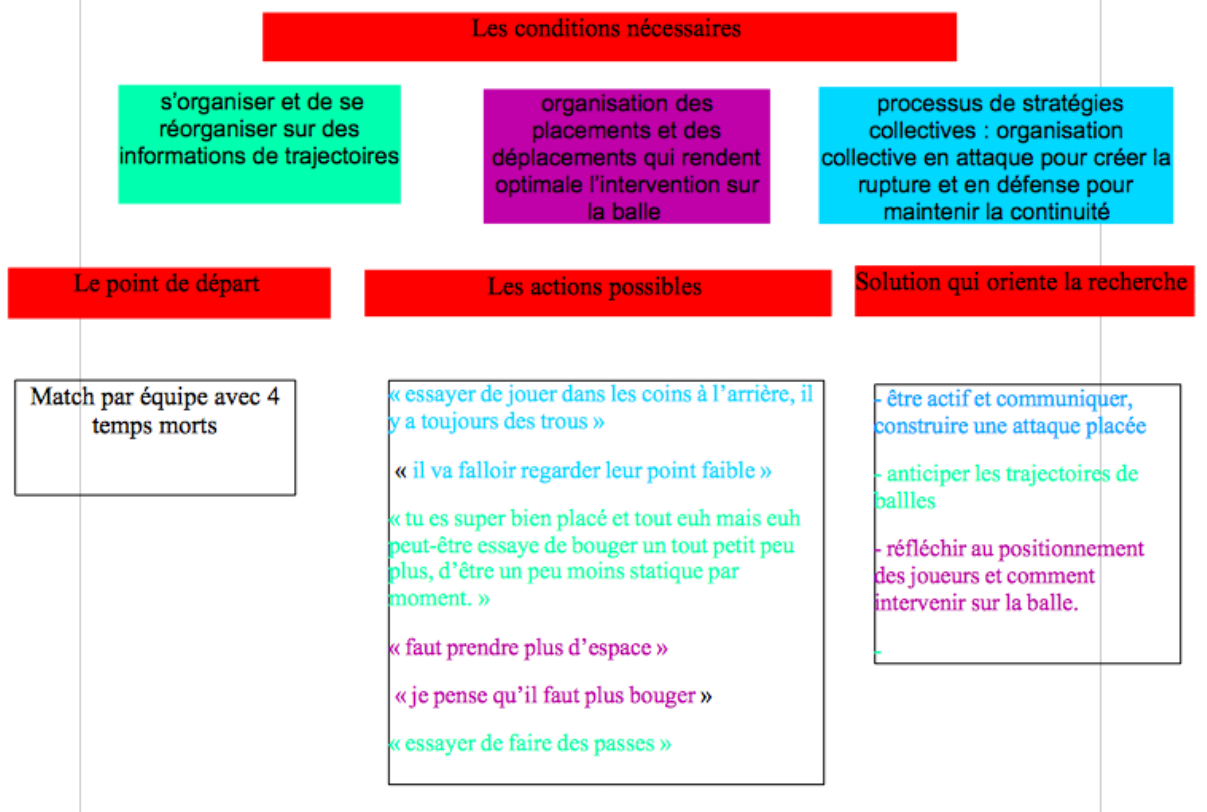 Les conditions nécessaires
s'organiser et de se
réorganiser sur des
informations de trajectoires
organisation des
placements et des
déplacements qui rendent
optimale l'intervention sur
la balle
processus de stratégies
collectives : organisation
collective en attaque pour créer la
rupture et en défense pour
maintenir la continuité
Le point de départ
Les actions possibles
Solution qui oriente la recherche
Match par équipe avec 4
temps morts
« essayer de jouer dans les coins à l'arrière, il
y a toujours des trous »
« il va falloir regarder leur point faible »
« tu es super bien placé et tout euh mais euh
peut-être essaye de bouger un tout petit peu
plus, d'être un peu moins statique par
moment. »
« faut prendre plus d'espace »
« je pense qu'il faut plus bouger »
« essayer de faire des passes »
- être actif et communiquer,
construire une attaque placée
- anticiper les trajectoires de
ballles
- réfléchir au positionnement
des joueurs et comment
intervenir sur la balle.
-